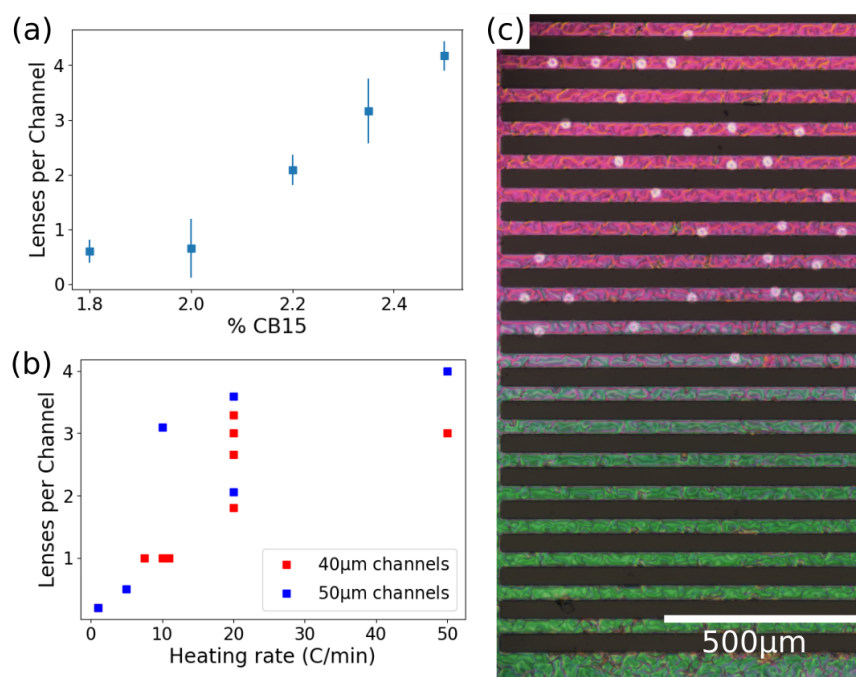 (a)
Lenses per Channel
4
3
2
1
0
1.8 2.0 2.2 2.4
% CB15
(b)
Lenses per Channel
4
3
2
1
40μm channels
50μm channels
0 10 20 30 40 50
Heating rate (C/min)
(c)
500μm